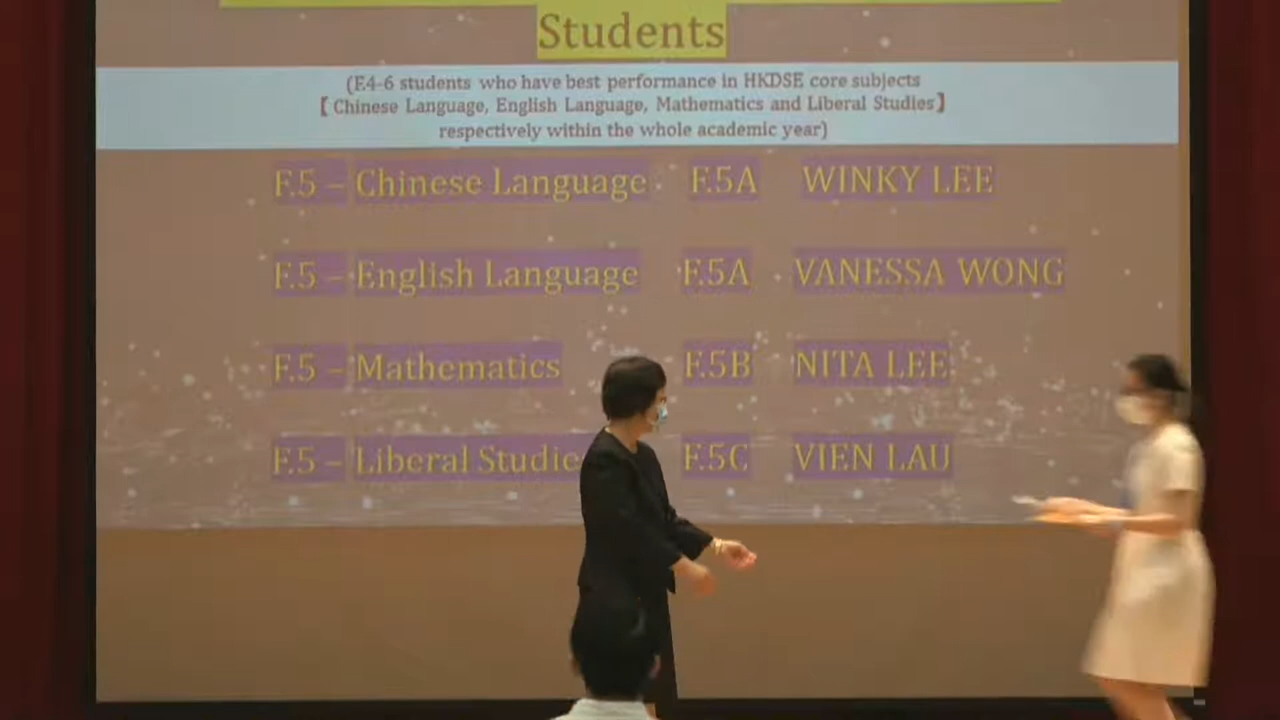 Students
(F.4-6 students who have best performance in HKDSE core subjects
【 Chinese Language, English Language, Mathematics and Liberal Studies】
respectively within the whole academic year)
F.5 – Chinese Language F.5A WINKY LEE
F.5 – English Language F.5A VANESSA WONG
F.5 – Mathematics F.5B NITA LEE
F.5 – Liberal Studie F.5C VIEN LAU